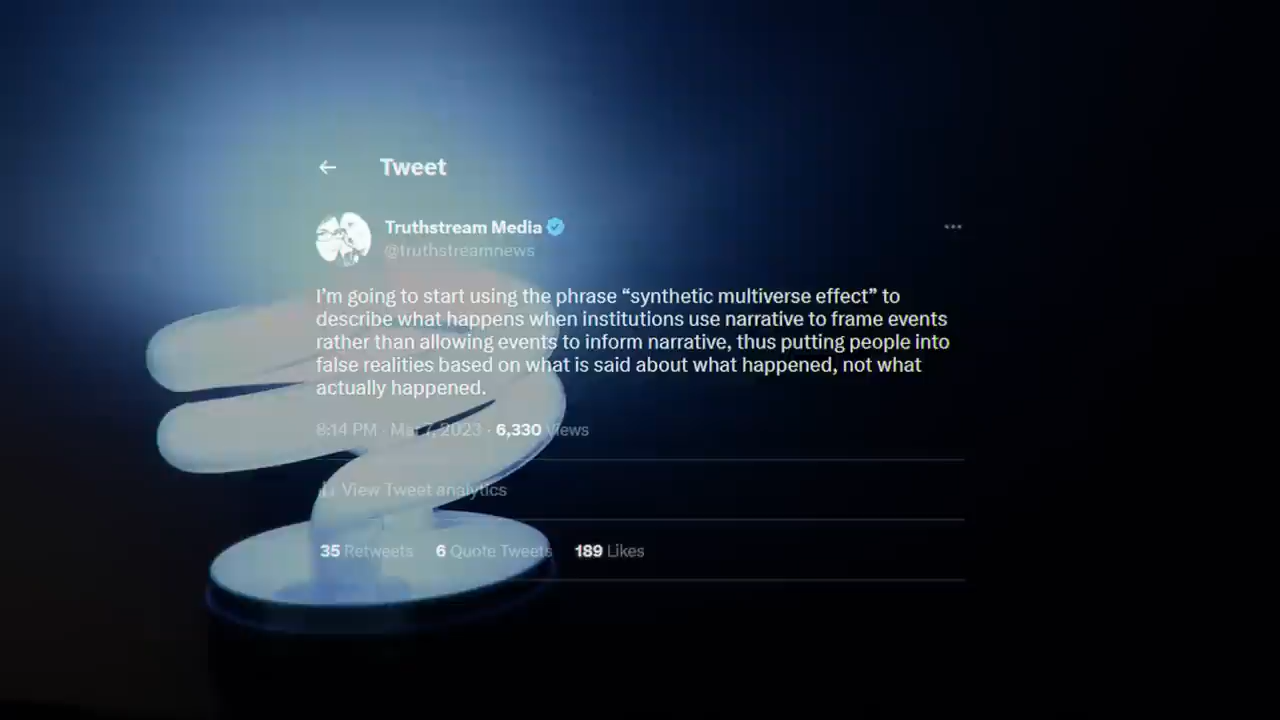 Tweet
Truthstream Media
@truthstreamnews
I'm going to start using the phrase “synthetic multiverse effect” to
describe what happens when institutions use narrative to frame events
rather than allowing events to inform narrative, thus putting people into
false realities based on what is said about what happened, not what
actually happened.
8:14 PM · Mar 7, 2023 · 6,330 Views
View Tweet analytics
35 Retweets 6 Quote Tweets 189 Likes